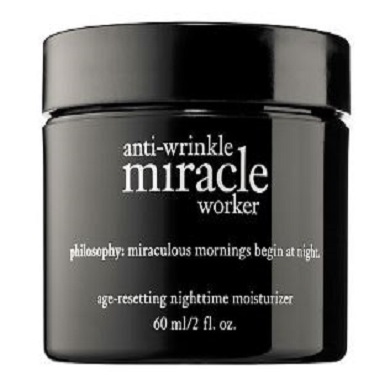 anti-wrinkle
miracle
worker
philosophy: miraculous mornings begin at night.
age-resetting nighttime moisturizer
60 ml/2 fl. oz.